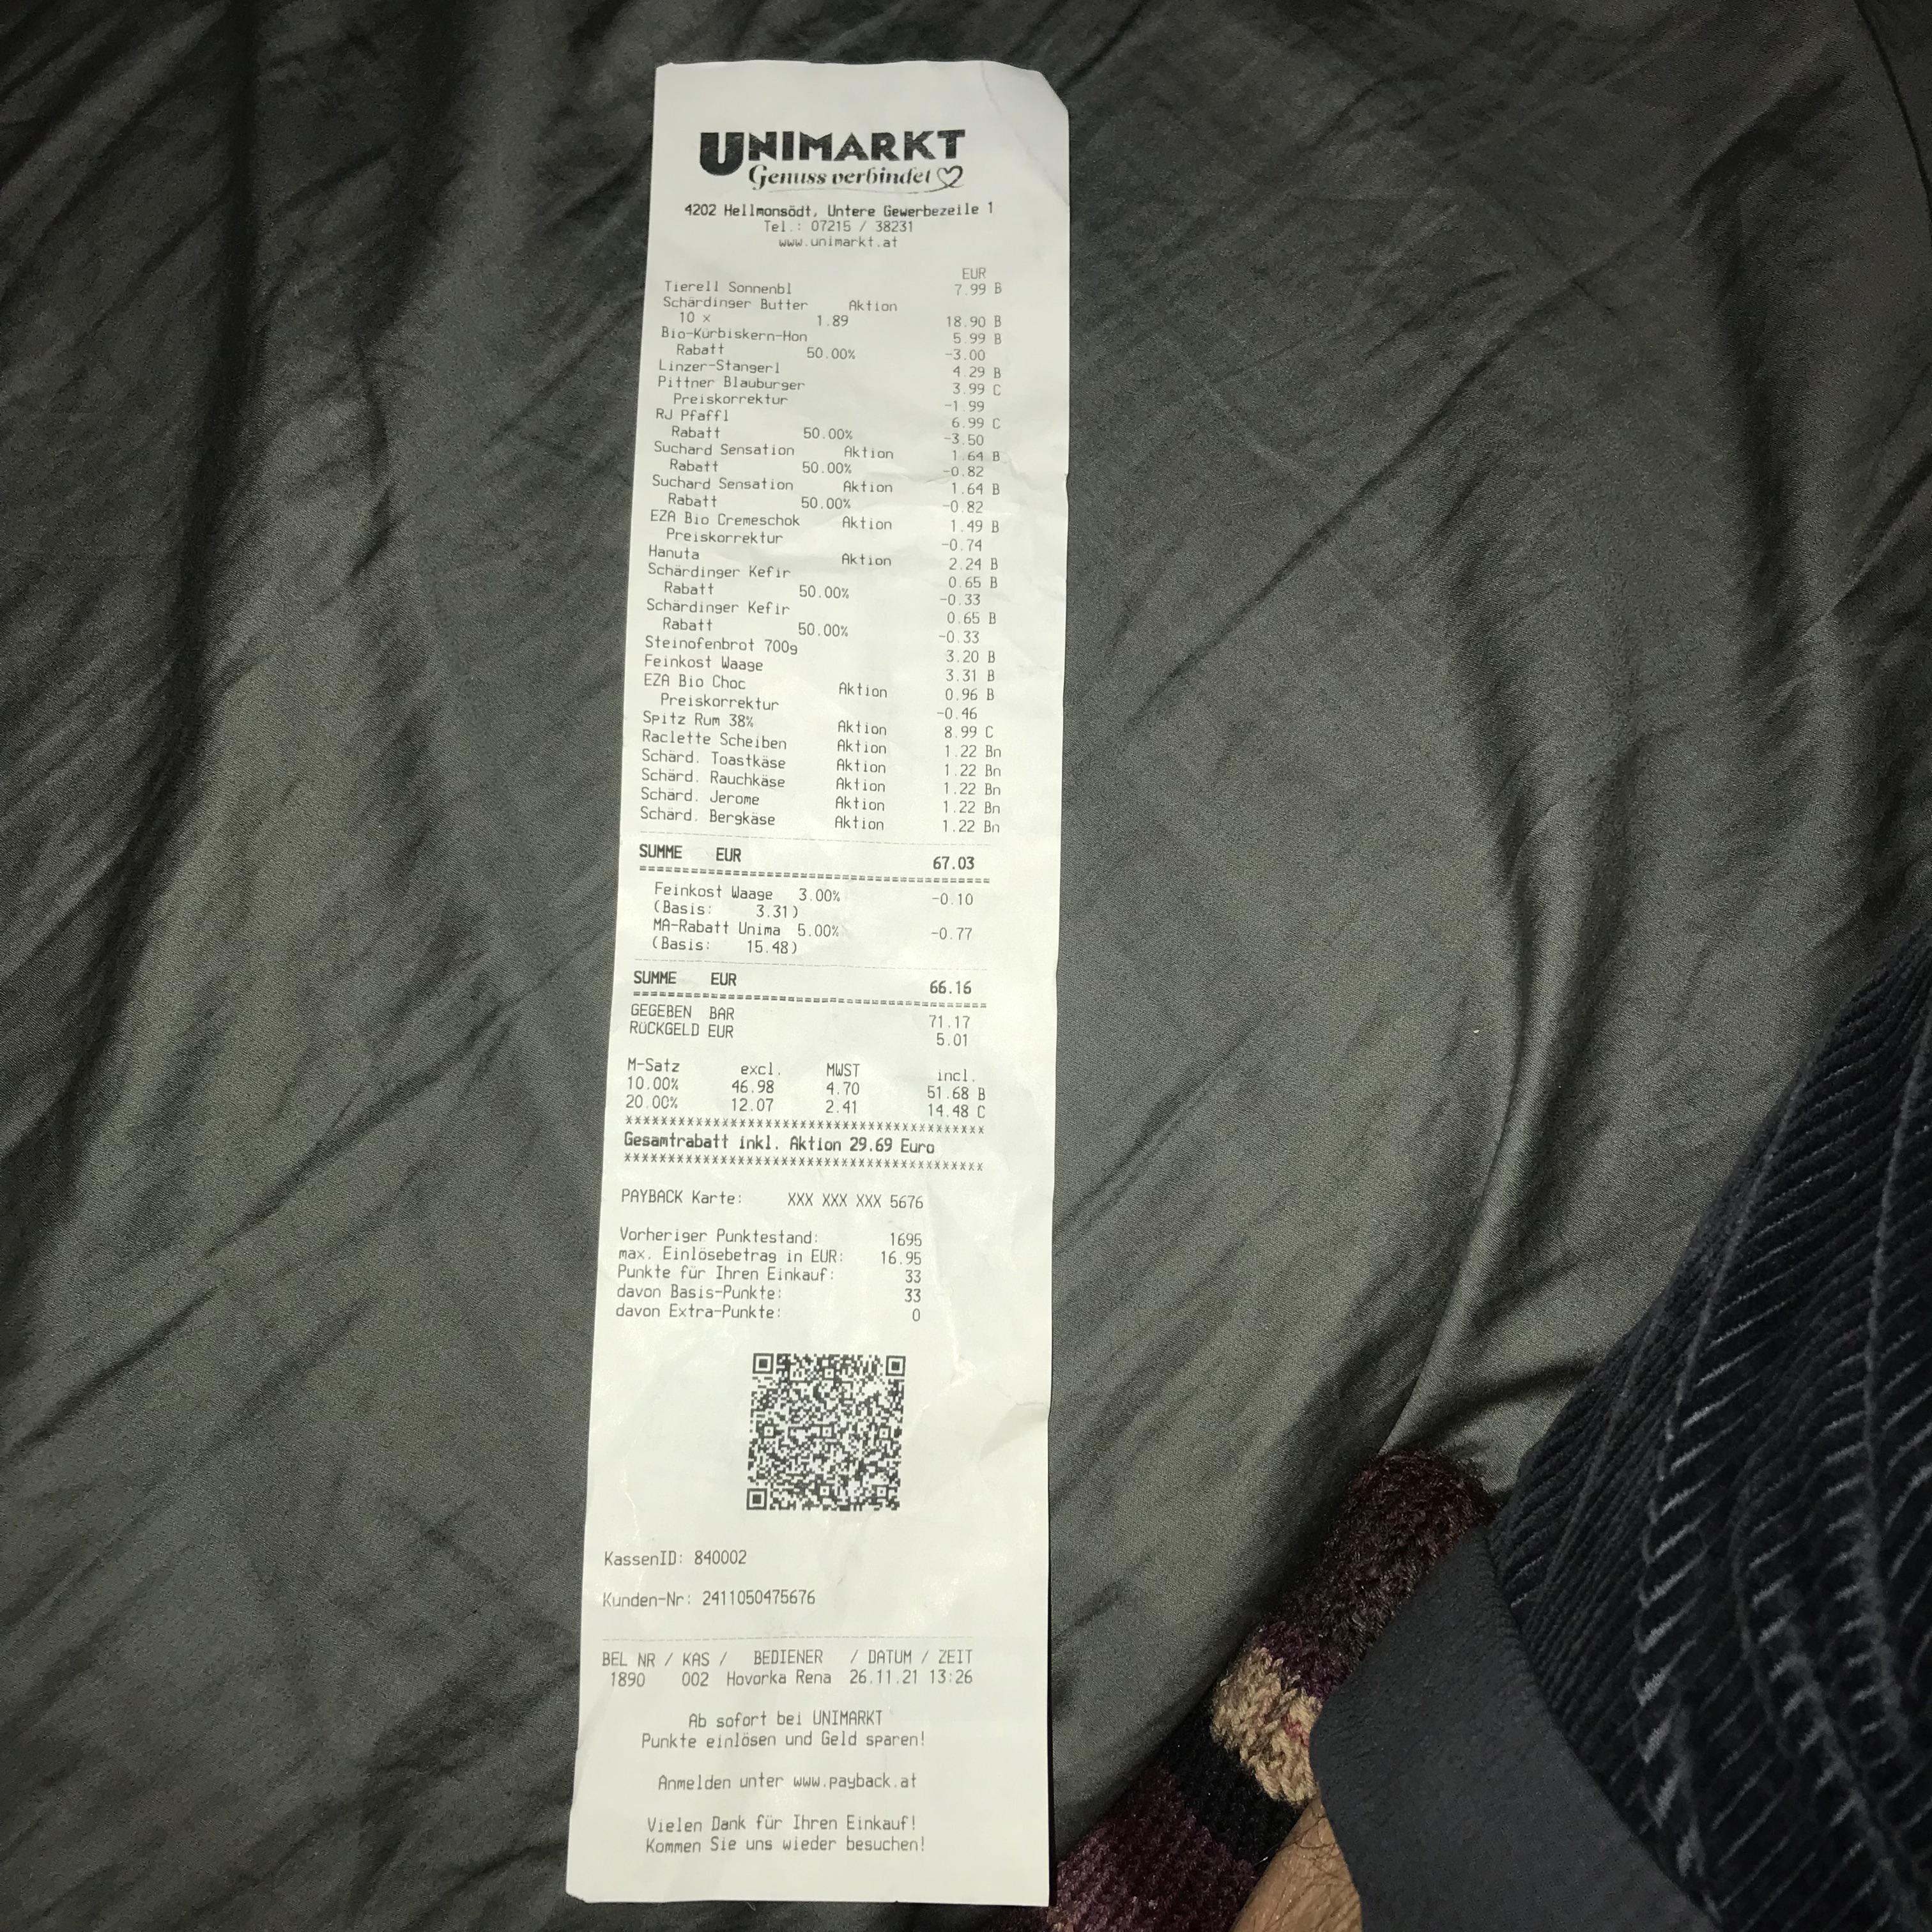 UNIMARKT
Genuss verbindet
4202 Hellmonsödt, Untere Gewerbezeile 1
Tel.: 07215 / 38231
www.unimarkt.at
EUR
Tierell Sonnenbl 7.99 B
Schärdinger Butter Aktion
10 x 1.89 18.90 B
Bio-Kürbiskern-Hon 5.99 B
Rabatt 50.00% -3.00
Linzer-Stangerl 4.29 B
Pittner Blauburger 3.99 C
Preiskorrektur -1.99
RJ Pfaffl 6.99 C
Rabatt 50.00% -3.50
Suchard Sensation Aktion 1.64 B
Rabatt 50.00% -0.82
Suchard Sensation Aktion 1.64 B
Rabatt 50.00% -0.82
EZA Bio Cremeschok Aktion 1.49 B
Preiskorrektur -0.74
Hanuta Aktion 2.24 B
Schärdinger Kefir 0.65 B
Rabatt 50.00% -0.33
Schärdinger Kefir 0.65 B
Rabatt 50.00% -0.33
Steinofenbrot 700g 3.20 B
Feinkost Waage 3.31 B
EZA Bio Choc Aktion 0.96 B
Preiskorrektur -0.46
Spitz Rum 38% Aktion 8.99 C
Raclette Scheiben Aktion 1.22 Bn
Schärd. Toastkäse Aktion 1.22 Bn
Schärd. Rauchkäse Aktion 1.22 Bn
Schärd. Jerome Aktion 1.22 Bn
Schärd. Bergkäse Aktion 1.22 Bn
SUMME EUR 67.03
Feinkost Waage 3.00% -0.10
(Basis: 3.31)
MA-Rabatt Unima 5.00% -0.77
(Basis: 15.48)
SUMME EUR 66.16
GEGEBEN BAR 71.17
RÜCKGELD EUR 5.01
M-Satz excl. MWST incl.
10.00% 46.98 4.70 51.68 B
20.00% 12.07 2.41 14.48 C
Gesamtrabatt inkl. Aktion 29.69 Euro
PAYBACK Karte: XXX XXX XXX 5676
Vorheriger Punktestand: 1695
max. Einlösebetrag in EUR: 16.95
Punkte für Ihren Einkauf: 33
davon Basis-Punkte: 33
davon Extra-Punkte: 0
KassenID: 840002
Kunden-Nr: 2411050475676
BEL NR / KAS / BEDIENER / DATUM / ZEIT
1890 002 Hovorka Rena 26.11.21 13:26
Ab sofort bei UNIMARKT
Punkte einlösen und Geld sparen!
Anmelden unter www.payback.at
Vielen Dank für Ihren Einkauf!
Kommen Sie uns wieder besuchen!